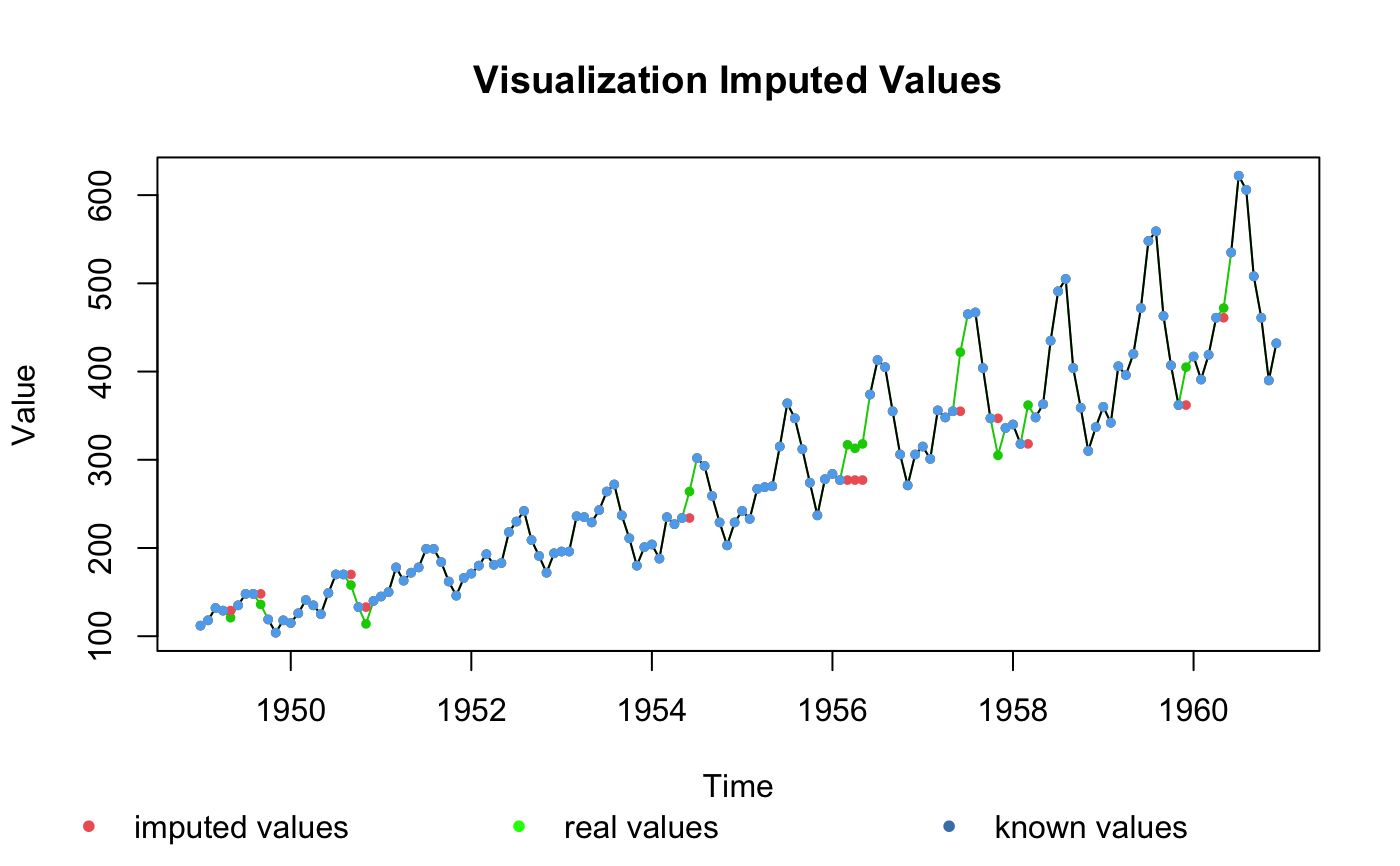 Visualization Imputed Values
Value
600
500
400
300
200
100
1950 1952 1954 1956 1958 1960
Time
imputed values real values known values